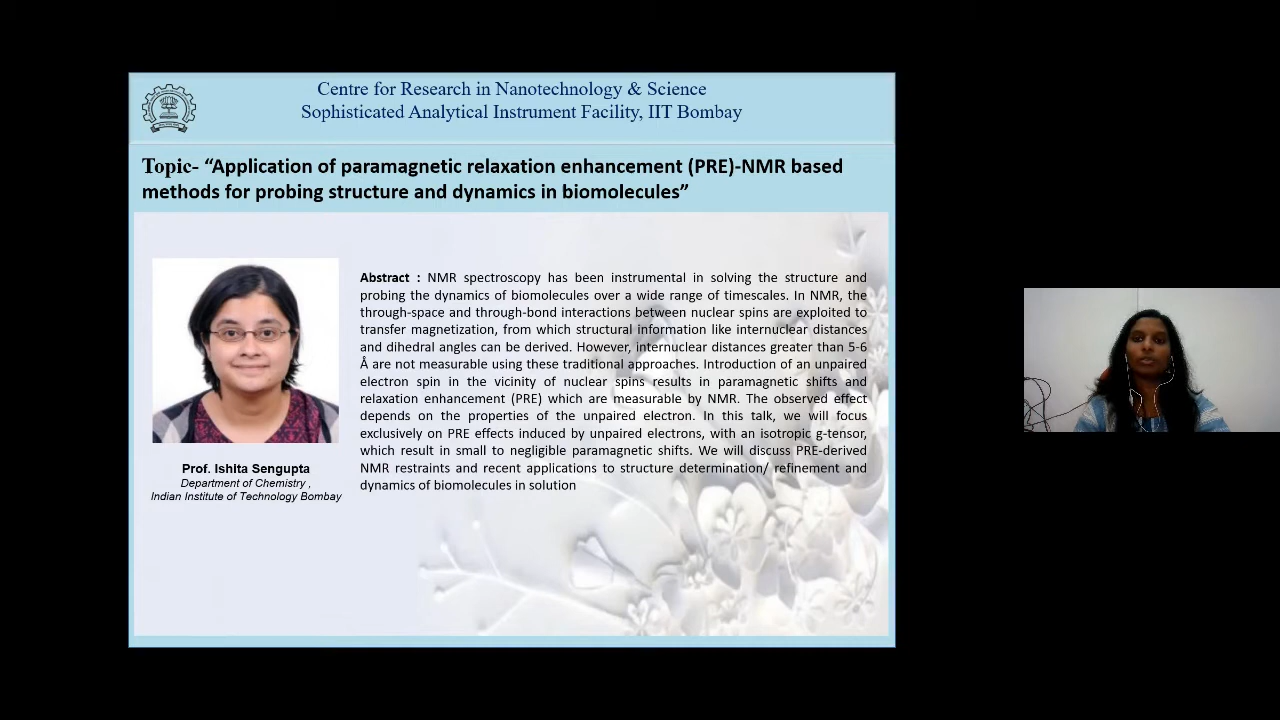 Centre for Research in Nanotechnology & Science
Sophisticated Analytical Instrument Facility, IIT Bombay
Topic- “Application of paramagnetic relaxation enhancement (PRE)-NMR based
methods for probing structure and dynamics in biomolecules”
Abstract : NMR spectroscopy has been instrumental in solving the structure and
probing the dynamics of biomolecules over a wide range of timescales. In NMR, the
through-space and through-bond interactions between nuclear spins are exploited to
transfer magnetization, from which structural information like internuclear distances
and dihedral angles can be derived. However, internuclear distances greater than 5-6
Å are not measurable using these traditional approaches. Introduction of an unpaired
electron spin in the vicinity of nuclear spins results in paramagnetic shifts and
relaxation enhancement (PRE) which are measurable by NMR. The observed effect
depends on the properties of the unpaired electron. In this talk, we will focus
exclusively on PRE effects induced by unpaired electrons, with an isotropic g-tensor,
which result in small to negligible paramagnetic shifts. We will discuss PRE-derived
NMR restraints and recent applications to structure determination/ refinement and
dynamics of biomolecules in solution
Prof. Ishita Sengupta
Department of Chemistry ,
Indian Institute of Technology Bombay